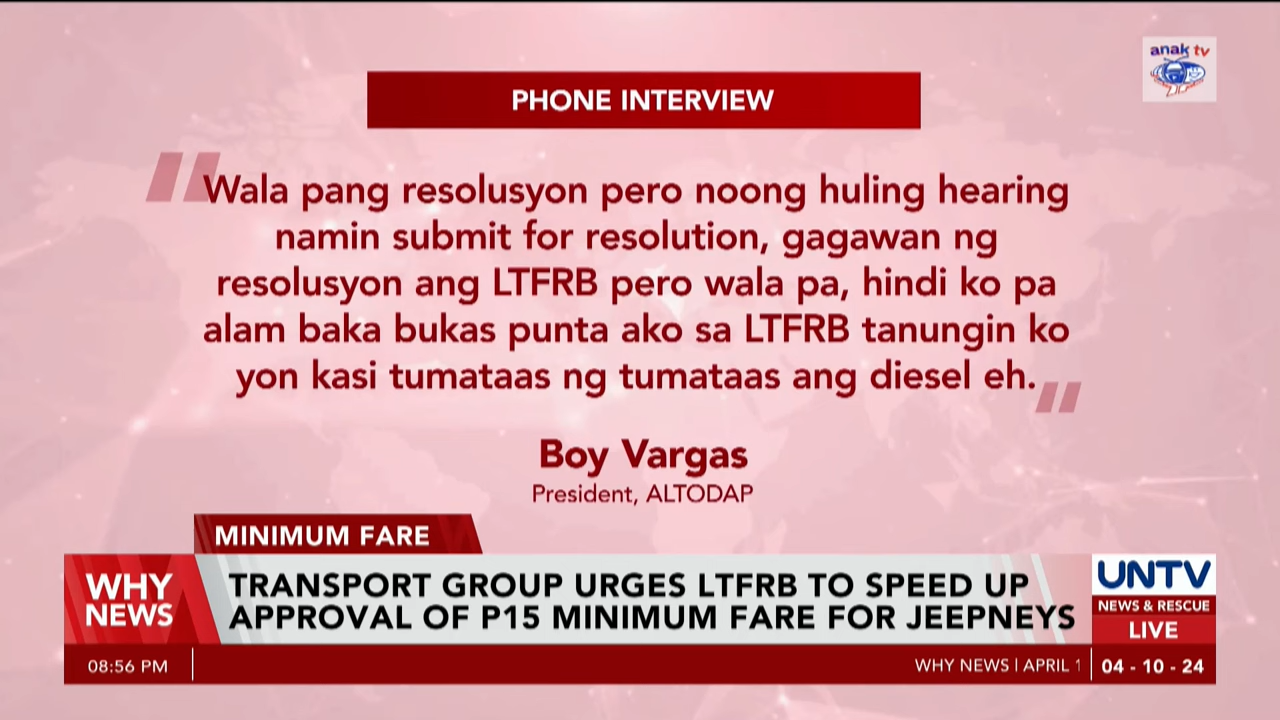 anak tv
PHONE INTERVIEW
"Wala pang resolusyon pero noong huling hearing
namin submit for resolution, gagawan ng
resolusyon ang LTFRB pero wala pa, hindi ko pa
alam baka bukas punta ako sa LTFRB tanungin ko
yon kasi tumataas ng tumataas ang diesel eh."
Boy Vargas
President, ALTODAP
MINIMUM FARE
WHY
NEWS
TRANSPORT GROUP URGES LTFRB TO SPEED UP
APPROVAL OF P15 MINIMUM FARE FOR JEEPNEYS
UNTV
NEWS & RESCUE
LIVE
08:56 PM
WHY NEWS | APRIL 1
04 - 10 - 24